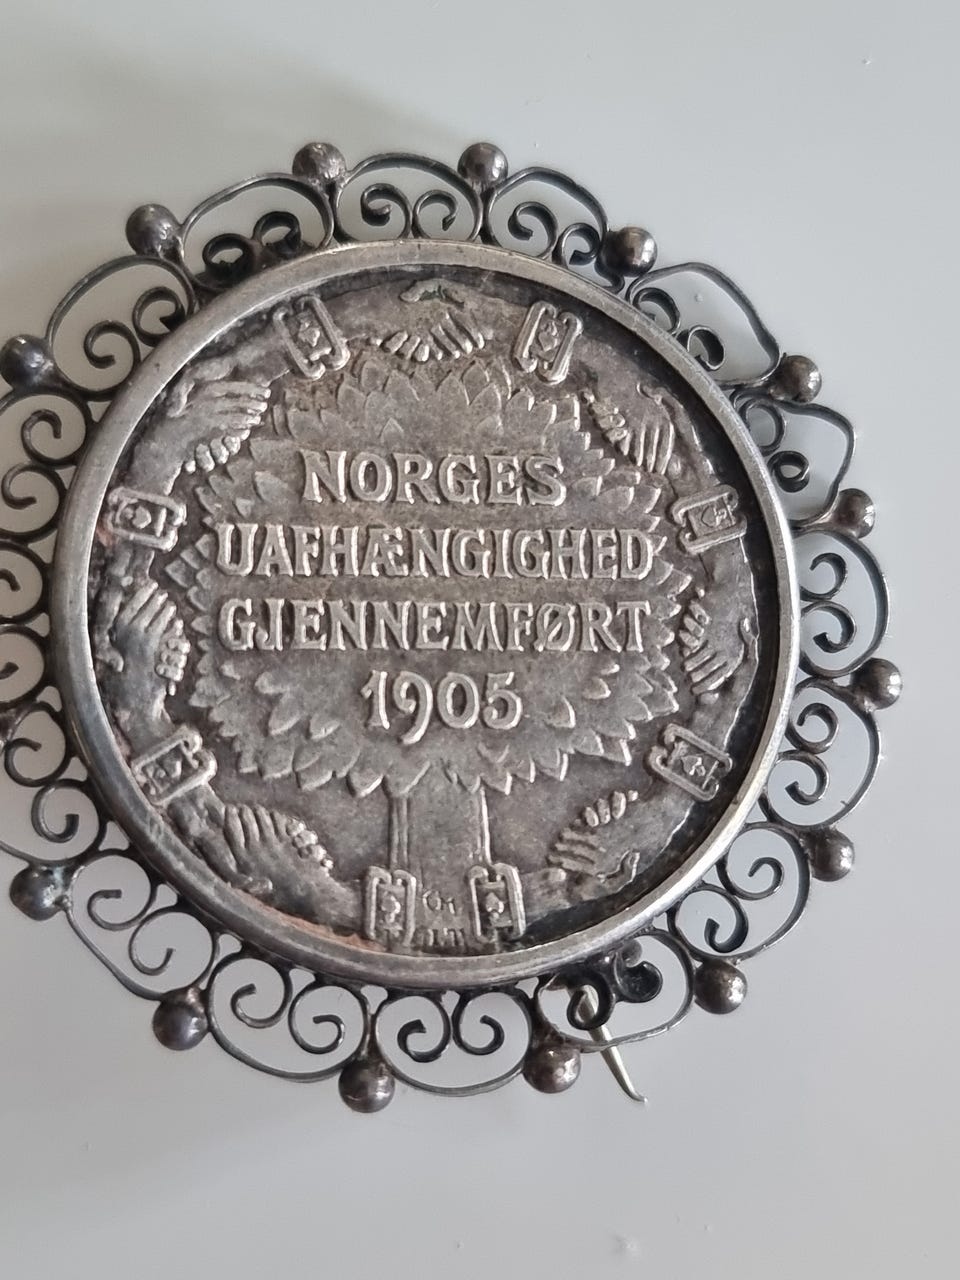 NORGES
UAFHÆNGIGHED
GJENNEMFØRT
1905